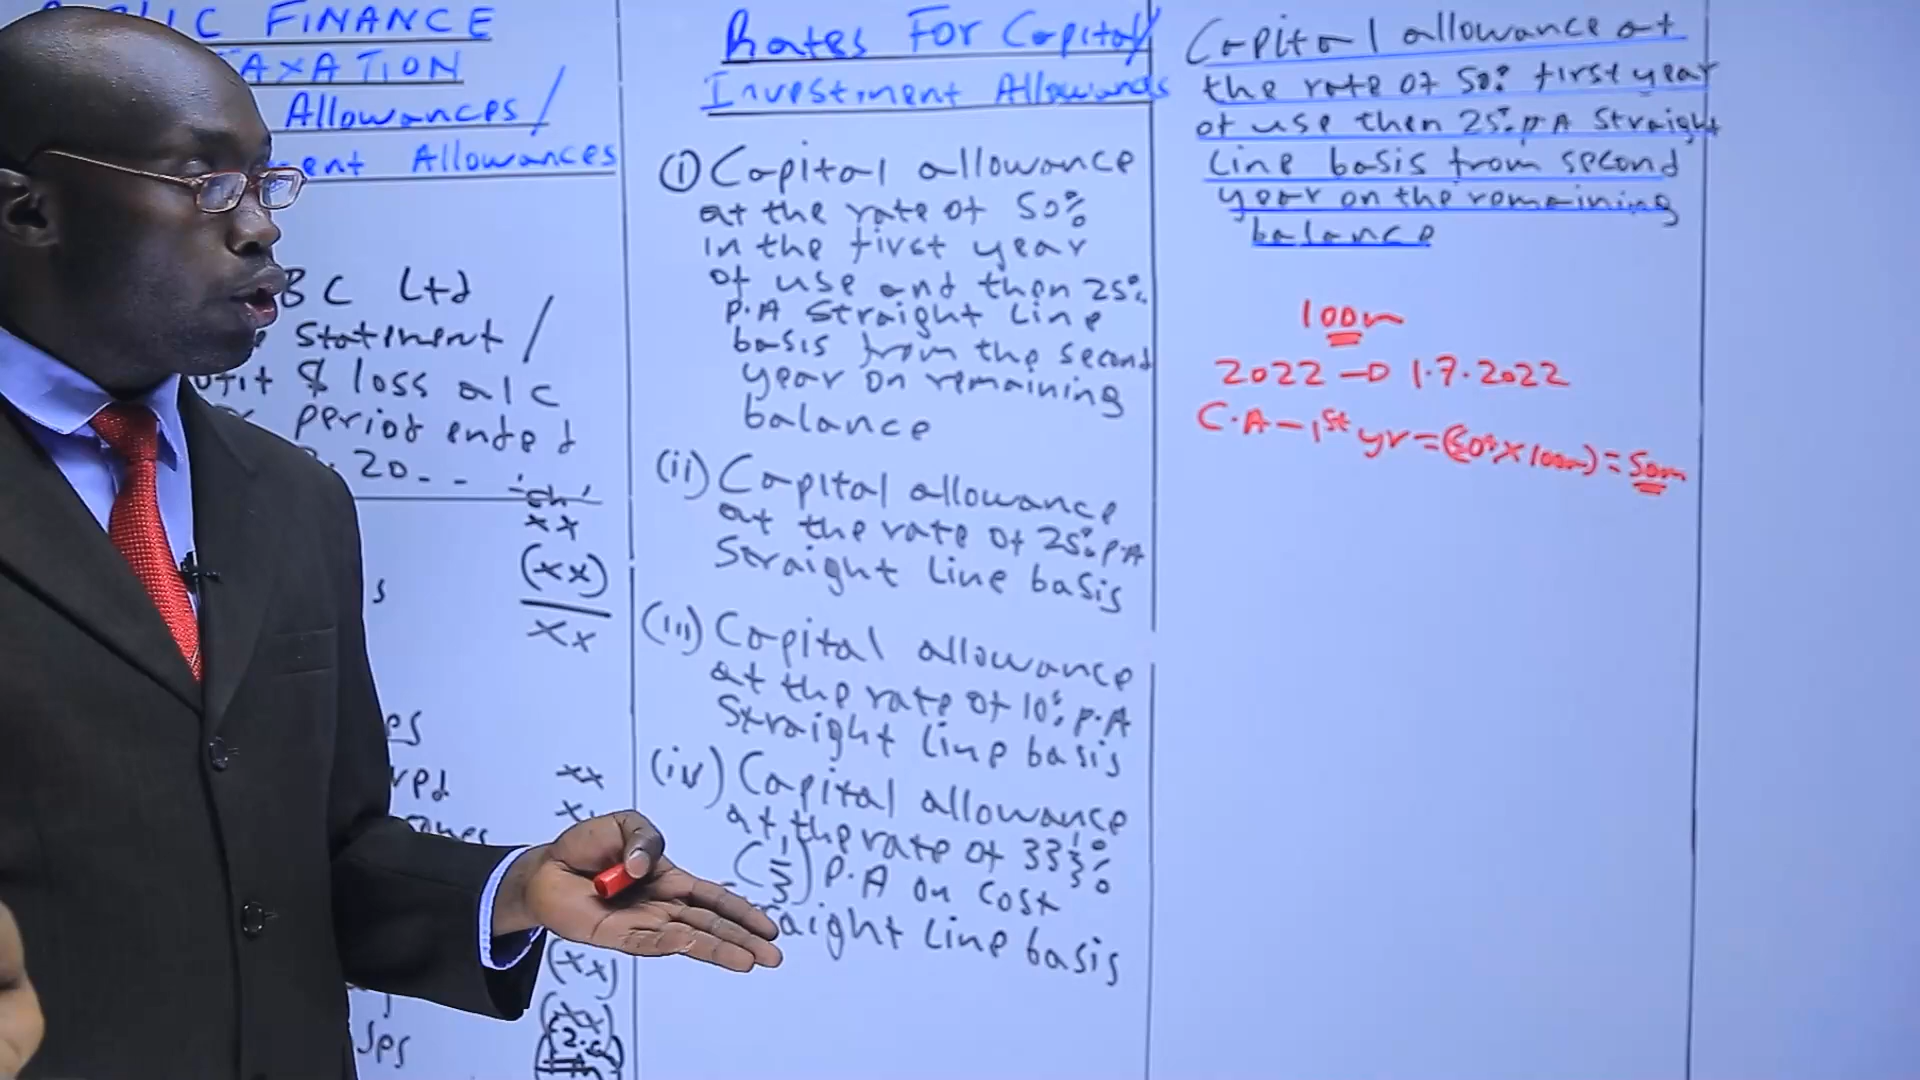 FINANCE
TAXATION
Allowances/
Allowances
BC Ltd
Statement/
$ loss a/c
period ended
20--
'sh'
xx
(xx)
xx
s
xx
(xx)
(xx)
Rates For Capital/
Investment Allowances
(i) Capital allowance
at the rate of 50%
in the first year
of use and then 25%
P.A Straight Line
basis from the second
year on remaining
balance
(ii) Capital allowance
at the rate of 25% P.A
Straight Line basis
(iii) Capital allowance
at the rate of 10% P.A
Straight Line basis
(iv) Capital allowance
at the rate of 33 1/3%
(1/3) P.A on Cost
Line basis
Capital allowance at
the rate of 50% first year
of use then 25% P.A Straight
Line basis from second
year on the remaining
balance
100m
2022 → 1.7.2022
C.A - 1st yr = (50% x 100m) = 50m